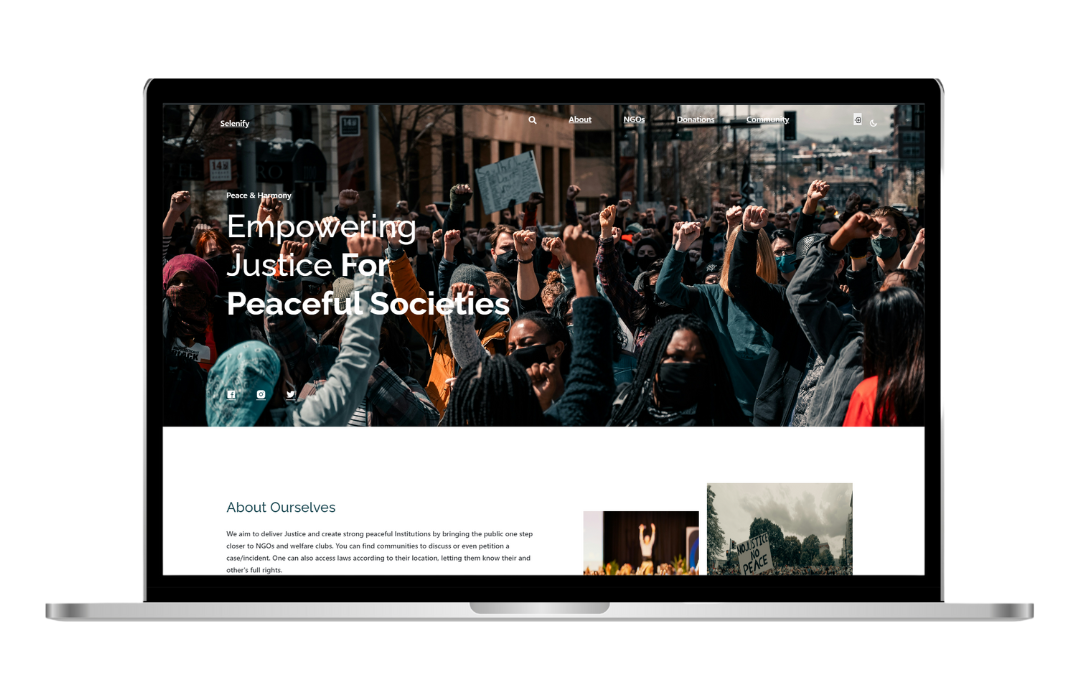 Selenify
About
NGOs
Donations
Community
Peace & Harmony
Empowering
Justice For
Peaceful Societies
About Ourselves
We aim to deliver Justice and create strong peaceful Institutions by bringing the public one step
closer to NGOs and welfare clubs. You can find communities to discuss or even petition a
case/incident. One can also access laws according to their location, letting them know their and
other's full rights.
NO JUSTICE
NO
PEACE